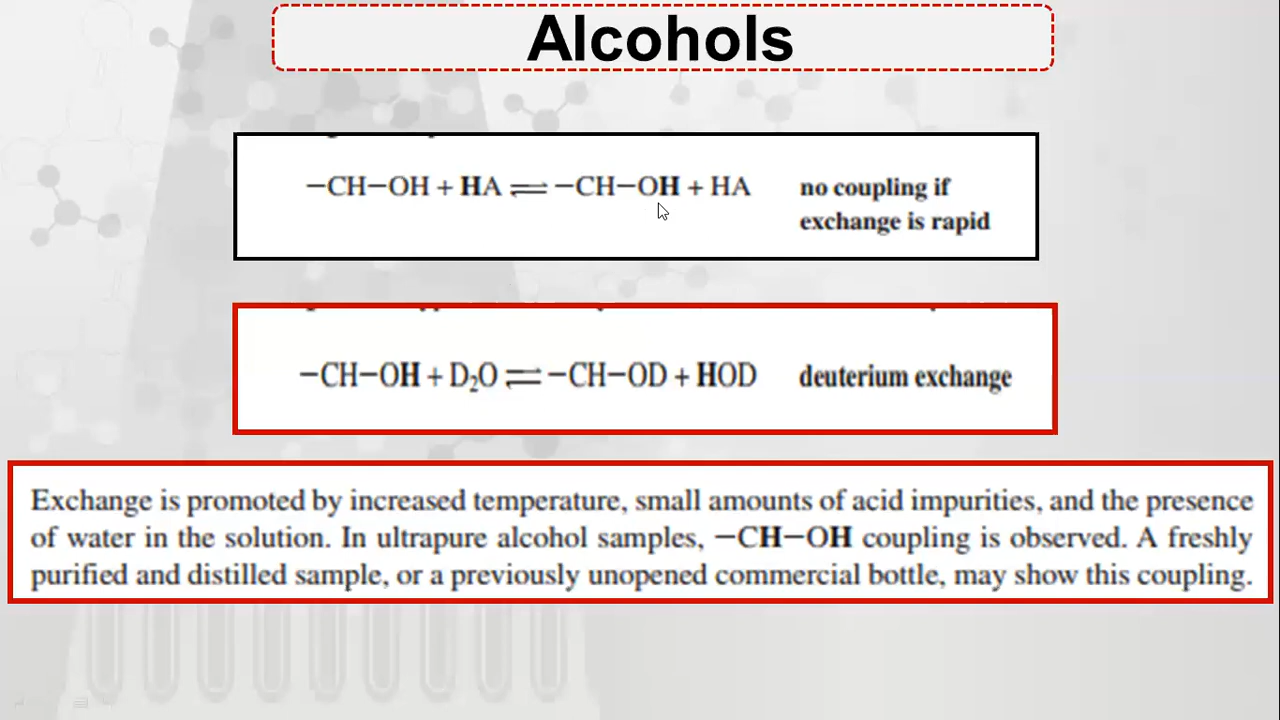 Alcohols
−CH−OH + HA ⇌ −CH−OH + HA no coupling if
exchange is rapid
−CH−OH + D₂O ⇌ −CH−OD + HOD deuterium exchange
Exchange is promoted by increased temperature, small amounts of acid impurities, and the presence
of water in the solution. In ultrapure alcohol samples, −CH−OH coupling is observed. A freshly
purified and distilled sample, or a previously unopened commercial bottle, may show this coupling.